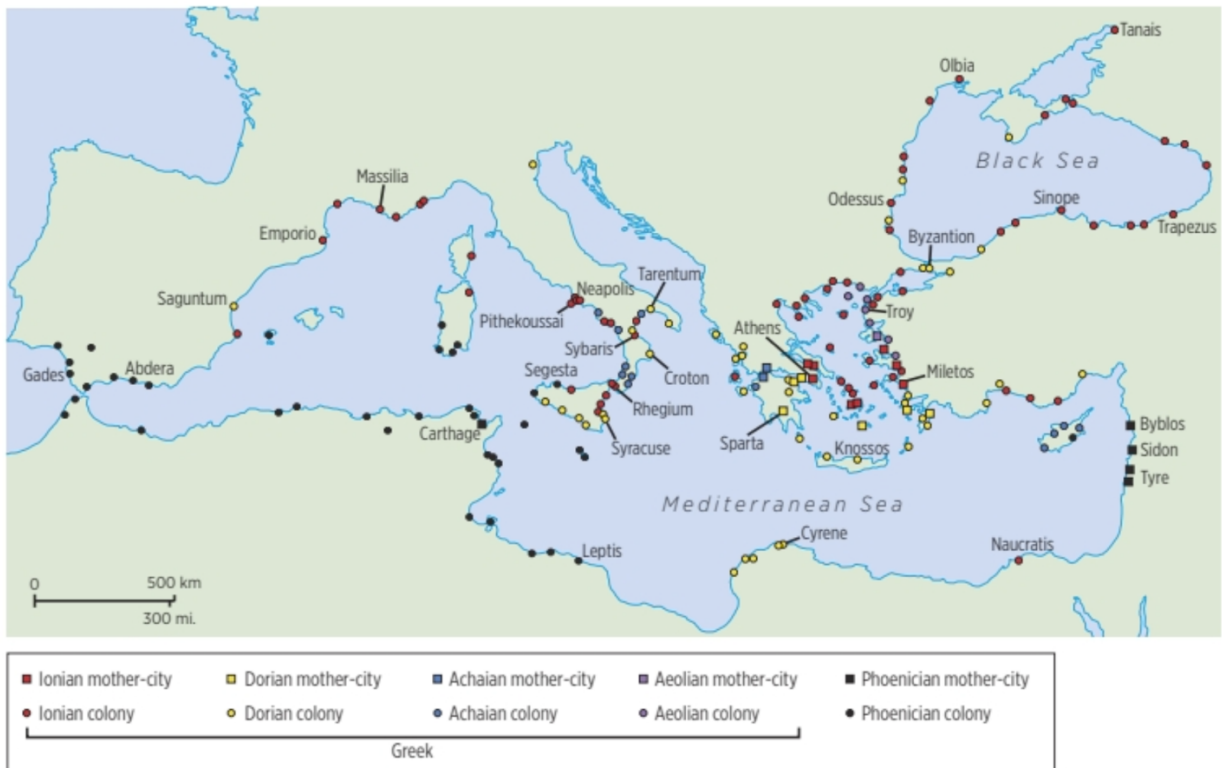 Tanais
Olbia
Black Sea
Massilia
Odessus
Sinope
Trapezus
Emporio
Byzantion
Tarentum
Saguntum
Neapolis
Pithekoussai
Troy
Athens
Sybaris
Abdera
Gades
Segesta
Croton
Miletos
Rhegium
Carthage
Byblos
Syracuse
Sparta
Knossos
Sidon
Tyre
Mediterranean Sea
Cyrene
Leptis
Naucratis
0 500 km
300 mi.
Ionian mother-city Dorian mother-city Achaian mother-city Aeolian mother-city Phoenician mother-city
Ionian colony Dorian colony Achaian colony Aeolian colony Phoenician colony
Greek